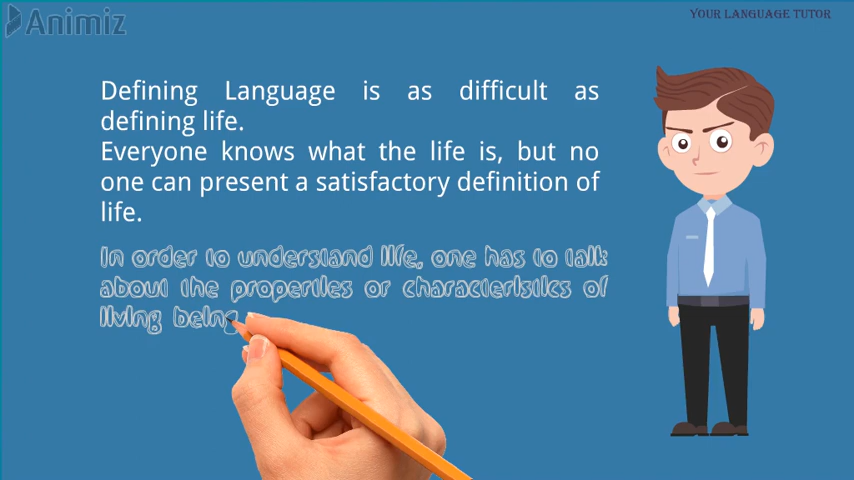 Animiz
YOUR LANGUAGE TUTOR
Defining Language is as difficult as
defining life.
Everyone knows what the life is, but no
one can present a satisfactory definition of
life.
In order to understand life, one has to talk
about the properties or characteristics of
living being